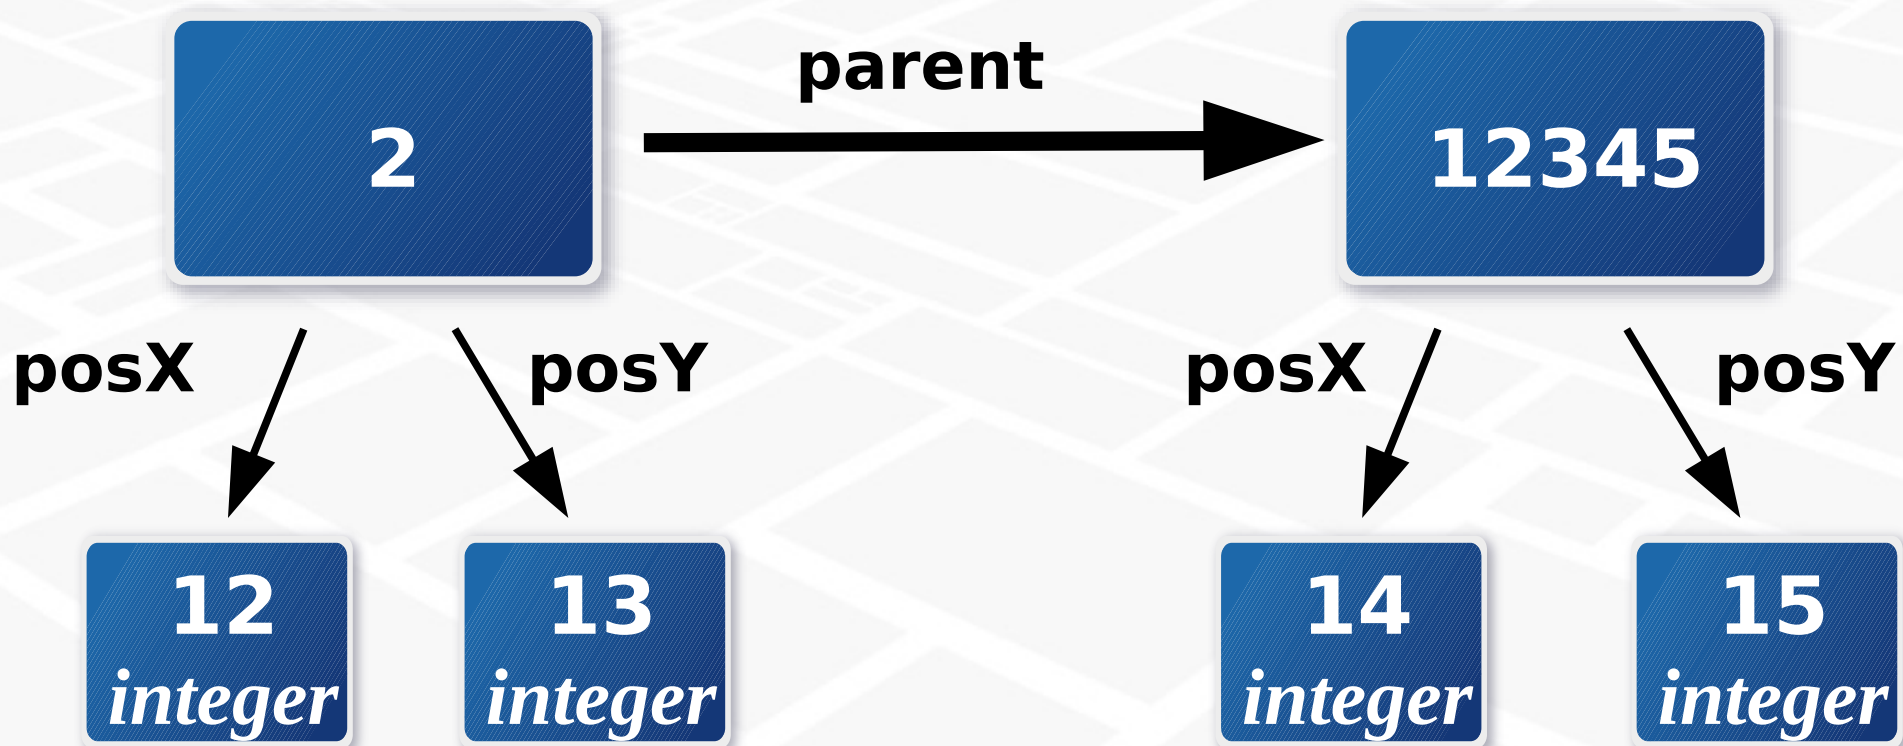 parent
2
12345
posX
posY
posX
posY
12
integer
13
integer
14
integer
15
integer